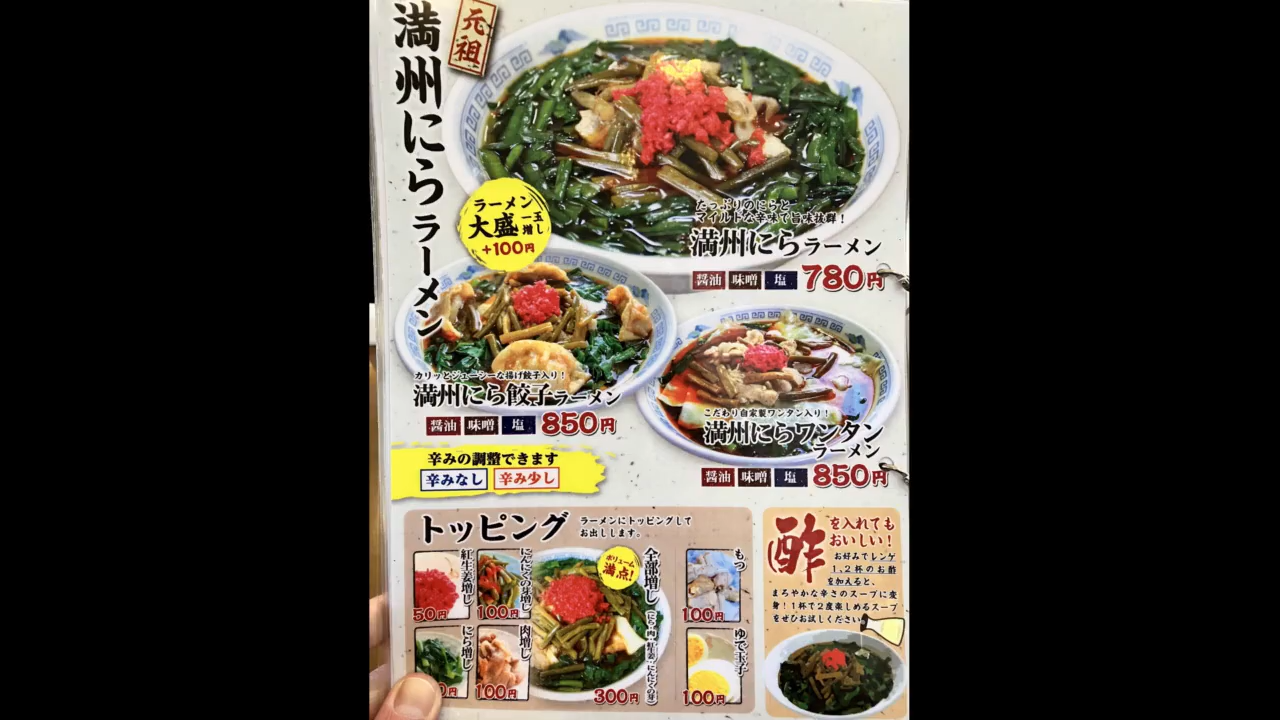 元祖
満州にらラーメン
たっぷりのにらと
マイルドな辛味で旨味抜群！
満州にらラーメン
醤油 味噌 塩 780円
ラーメン
大盛 一玉増し
+100円
カリッとジューシーな揚げ餃子入り！
満州にら餃子ラーメン
醤油 味噌 塩 850円
こだわり自家製ワンタン入り！
満州にらワンタン
ラーメン
醤油 味噌 塩 850円
辛みの調整できます
辛みなし 辛み少し
トッピング
ラーメンにトッピングして
お出しします。
紅生姜増し
50円
にんにくの芽増し
100円
にら増し
0円
肉増し
100円
ボリューム
満点！
全部増し
（にら・肉・紅生姜・にんにくの芽）
300円
もつ
100円
ゆで玉子
100円
酢を入れても
おいしい！
お好みでレンゲ
1,2杯のお酢
を加えると、
まろやかな辛さのスープに変
身！1杯で2度楽しめるスープ
をぜひお試しください。